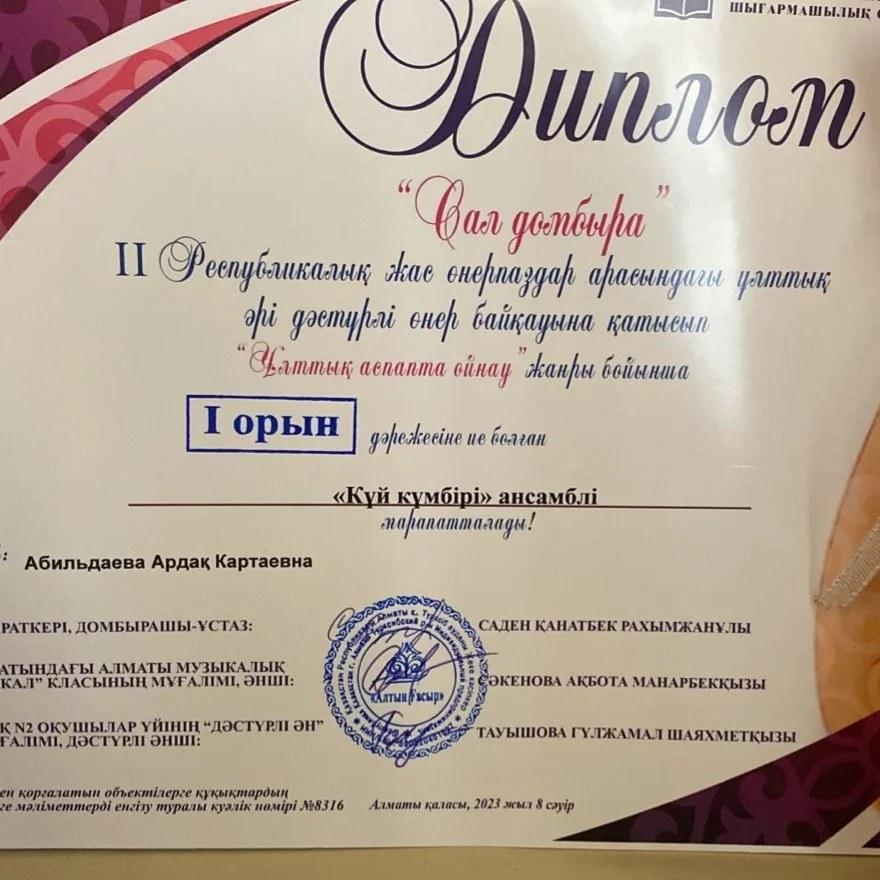 ШЫҒАРМАШЫЛЫҚ
Диплом
“Сал домбыра”
II Республикалық жас өнерпаздар арасындағы ұлттық
әрі дәстүрлі өнер байқауына қатысып
“Ұлттық аспапта ойнау” жанры бойынша
I орын
дәрежесіне ие болған
«Күй күмбірі» ансамблі
марапатталады!
Абильдаева Ардақ Картаевна
РАТКЕРІ, ДОМБЫРАШЫ-ҰСТАЗ:
САДЕН ҚАНАТБЕК РАХЫМЖАНҰЛЫ
АТЫНДАҒЫ АЛМАТЫ МУЗЫКАЛЫҚ
КАЛ” КЛАСЫНЫҢ МҰҒАЛІМІ, ӘНШІ:
СӘКЕНОВА АҚБОТА МАНАРБЕКҚЫЗЫ
Қ N2 ОҚУШЫЛАР ҮЙІНІҢ “ДӘСТҮРЛІ ӘН”
ҒАЛІМІ, ДӘСТҮРЛІ ӘНШІ:
ТАУЫШОВА ГҮЛЖАМАЛ ШАЯХМЕТҚЫЗЫ
«Алтын Ғасыр»
ен қорғалатын объектілерге құқықтардың
ге мәліметтерді енгізу туралы куәлік нөмірі №8316
Алматы қаласы, 2023 жыл 8 сәуір